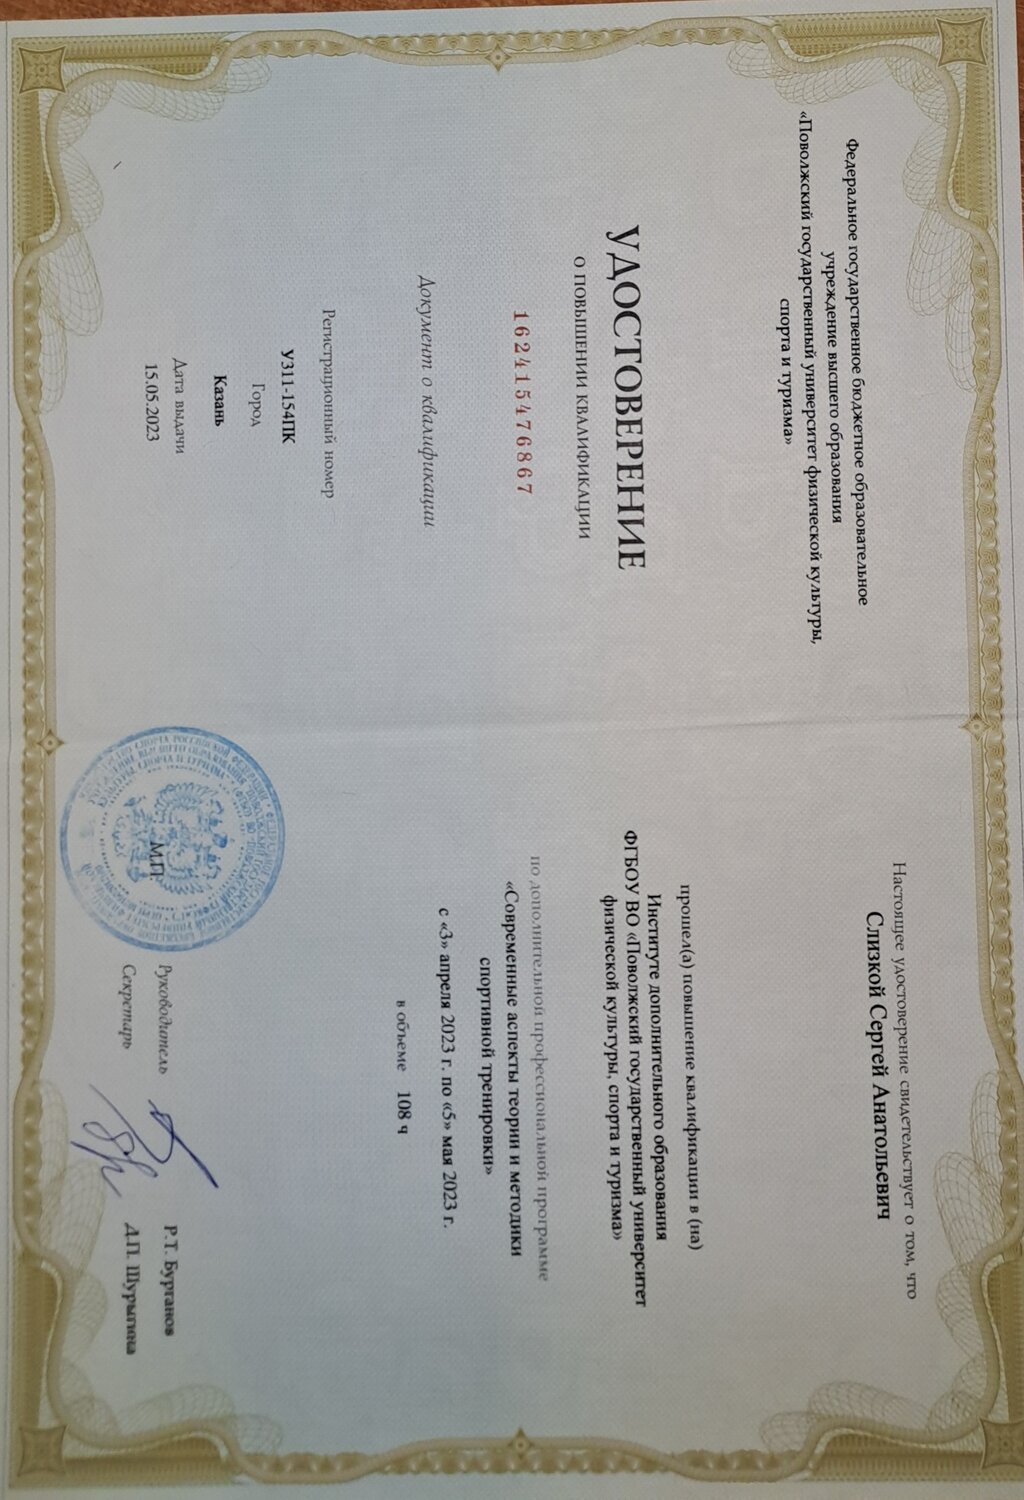 Федеральное государственное бюджетное образовательное
учреждение высшего образования
«Поволжский государственный университет физической культуры,
спорта и туризма»
УДОСТОВЕРЕНИЕ
О ПОВЫШЕНИИ КВАЛИФИКАЦИИ
162415476867
Документ о квалификации
Регистрационный номер
УЗ11-154ПК
Город
Казань
Дата выдачи
15.05.2023
Настоящее удостоверение свидетельствует о том, что
Слизкой Сергей Анатольевич
прошел(а) повышение квалификации в (на)
Институте дополнительного образования
ФГБОУ ВО «Поволжский государственный университет
физической культуры, спорта и туризма»
по дополнительной профессиональной программе
«Современные аспекты теории и методики
спортивной тренировки»
с «3» апреля 2023 г. по «5» мая 2023 г.
в объеме 108 ч
М.П.
Руководитель Р.Т. Бурганов
Секретарь Д.П. Шурыгина